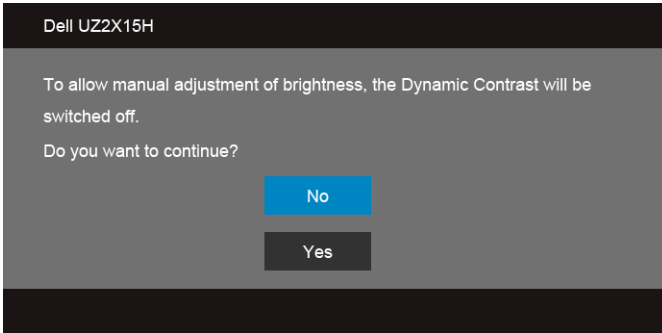 Dell UZ2X15H
To allow manual adjustment of brightness, the Dynamic Contrast will be
switched off.
Do you want to continue?
No
Yes